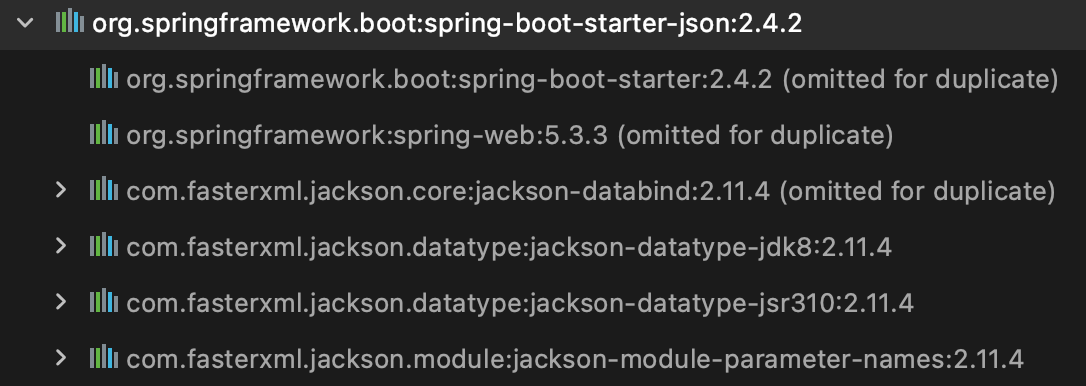 org.springframework.boot:spring-boot-starter-json:2.4.2
org.springframework.boot:spring-boot-starter:2.4.2 (omitted for duplicate)
org.springframework:spring-web:5.3.3 (omitted for duplicate)
com.fasterxml.jackson.core:jackson-databind:2.11.4 (omitted for duplicate)
com.fasterxml.jackson.datatype:jackson-datatype-jdk8:2.11.4
com.fasterxml.jackson.datatype:jackson-datatype-jsr310:2.11.4
com.fasterxml.jackson.module:jackson-module-parameter-names:2.11.4